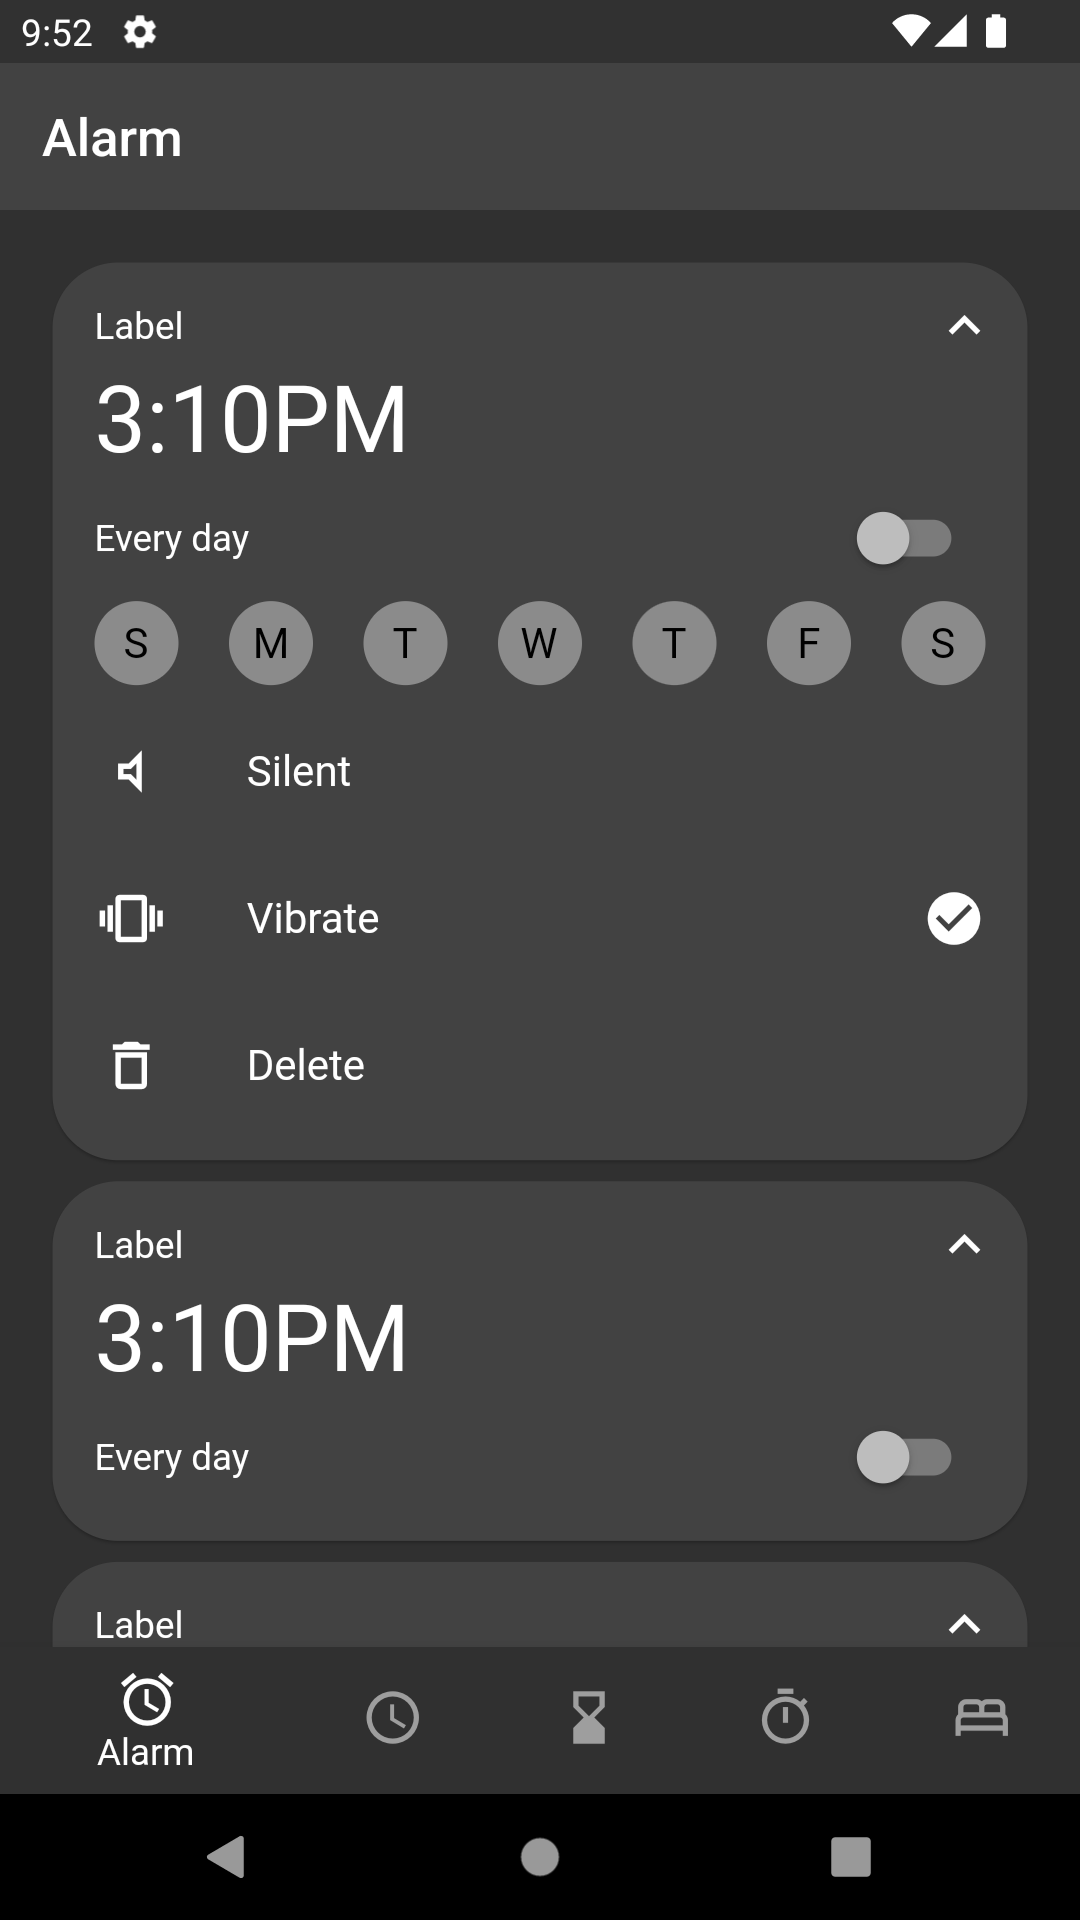 9:52
Alarm
Label
3:10PM
Every day
S M T W T F S
Silent
Vibrate
Delete
Label
3:10PM
Every day
Label
Alarm